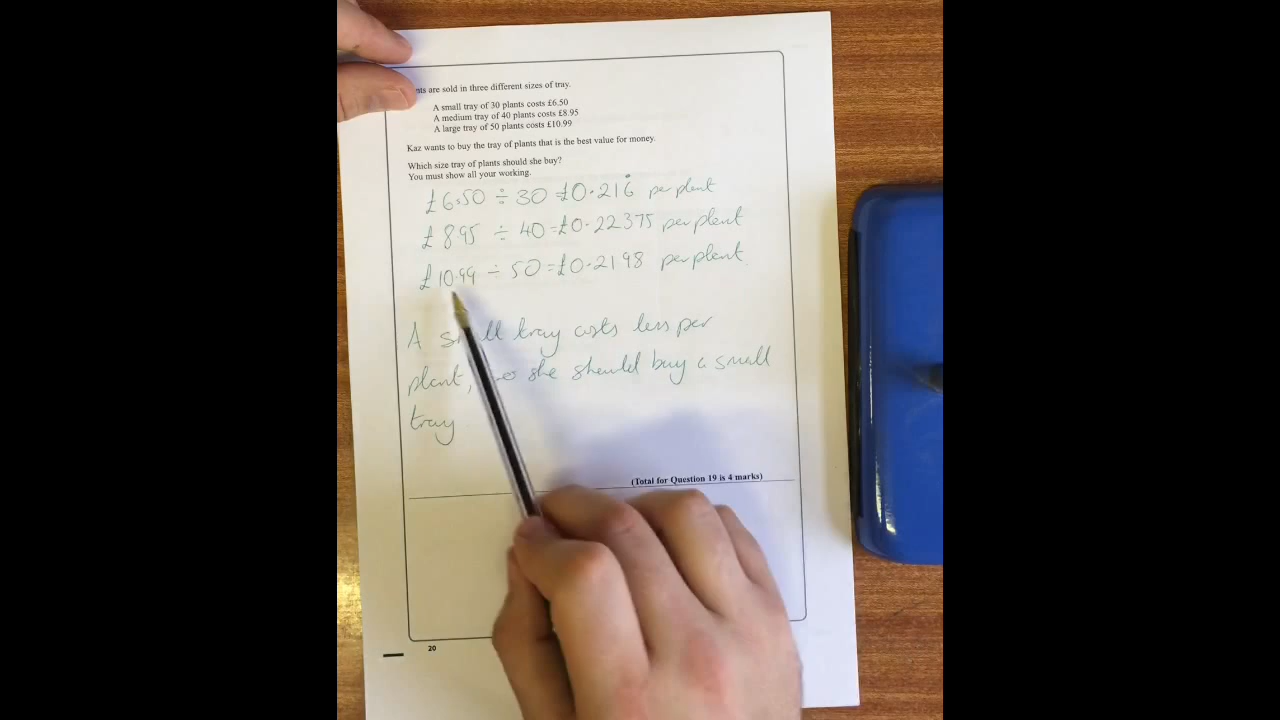 nts are sold in three different sizes of tray.
A small tray of 30 plants costs £6.50
A medium tray of 40 plants costs £8.95
A large tray of 50 plants costs £10.99
Kaz wants to buy the tray of plants that is the best value for money.
Which size tray of plants should she buy?
You must show all your working.
£6.50 ÷ 30 = £0.216̇ per plant
£8.95 ÷ 40 = £0.22375 per plant
£10.99 ÷ 50 = £0.2198 per plant
A small tray costs less per
plant, she should buy a small
tray
(Total for Question 19 is 4 marks)
20